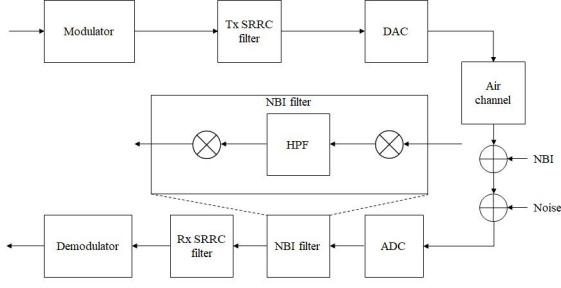 Modulator
Tx SRRC
filter
DAC
Air
channel
NBI filter
HPF
NBI
Noise
Demodulator
Rx SRRC
filter
NBI filter
ADC